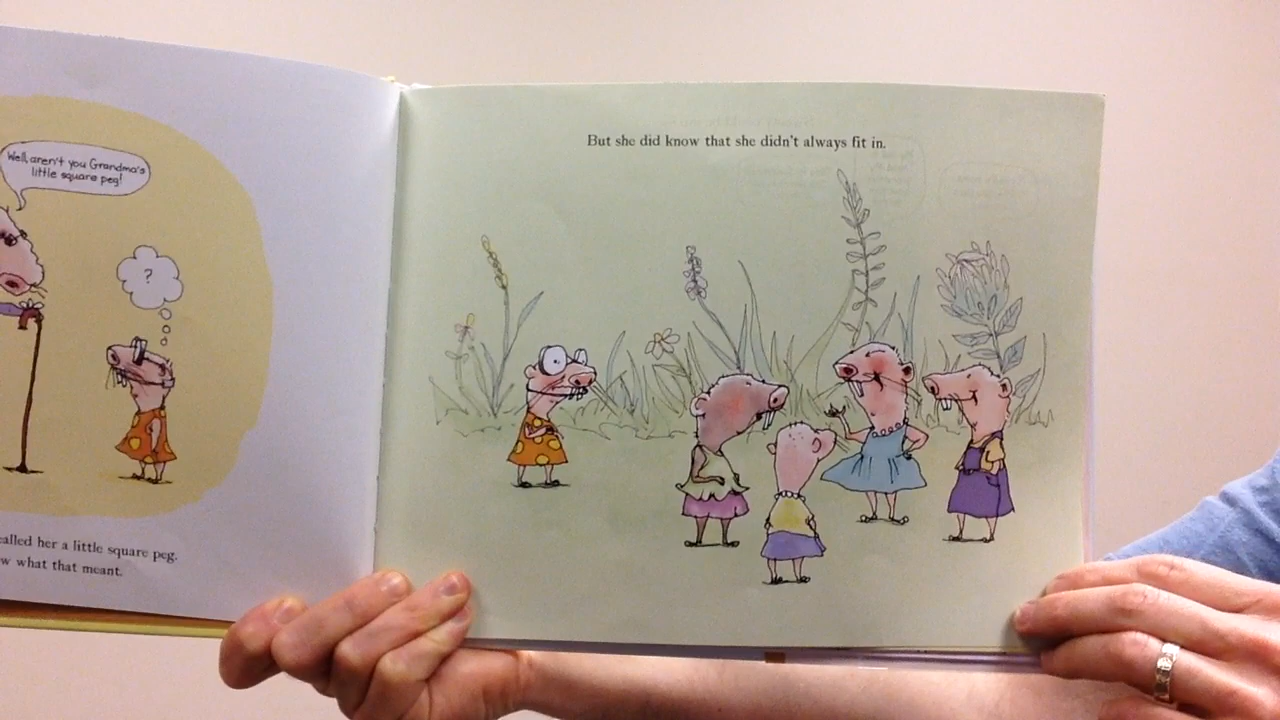 Well, aren't you Grandma's
little square peg!
?
called her a little square peg.
w what that meant.
But she did know that she didn't always fit in.